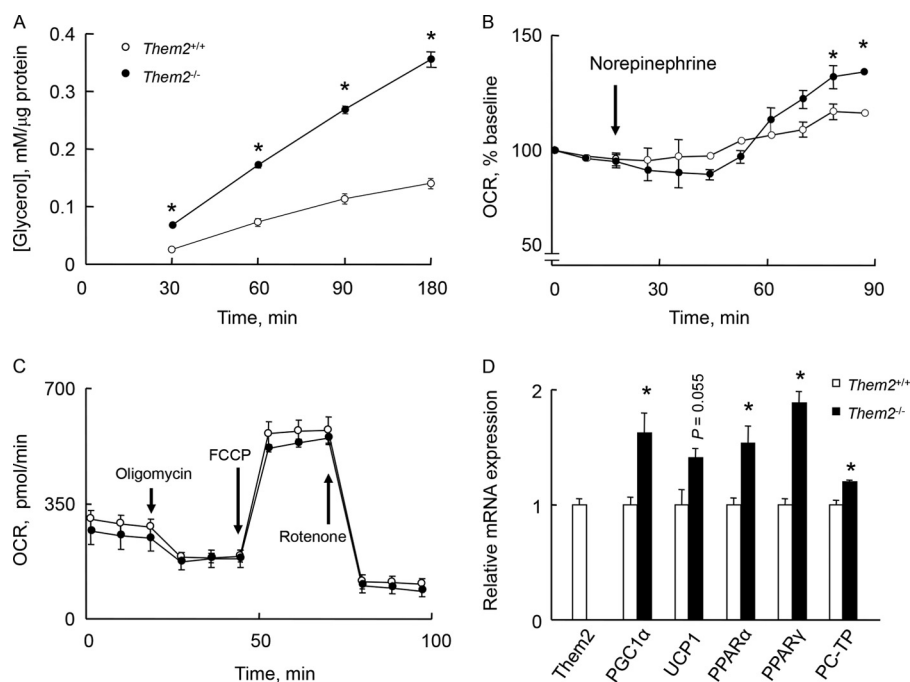 A
Them2+/+
Them2-/-
[Glycerol], mM/µg protein
0.4
0.3
0.2
0.1
0
*
*
*
*
0
30
60
90
180
Time, min
B
OCR, % baseline
150
100
50
Norepinephrine
*
*
0
30
60
90
Time, min
C
OCR, pmol/min
700
350
0
Oligomycin
FCCP
Rotenone
0
50
100
Time, min
D
Relative mRNA expression
2
1
0
*
P = 0.055
*
*
*
Them2+/+
Them2-/-
Them2
PGC1α
UCP1
PPARα
PPARγ
PC-TP